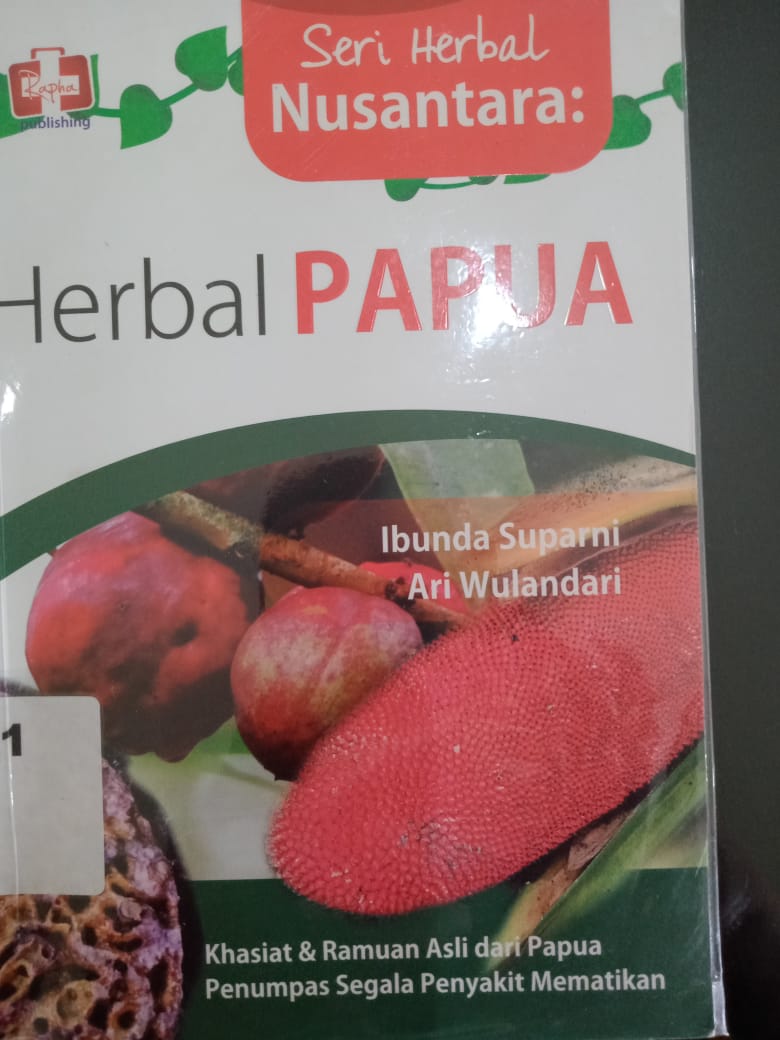 Seri Herbal
Nusantara:
Rapha
publishing
Herbal PAPUA
Ibunda Suparni
Ari Wulandari
1
Khasiat & Ramuan Asli dari Papua
Penumpas Segala Penyakit Mematikan